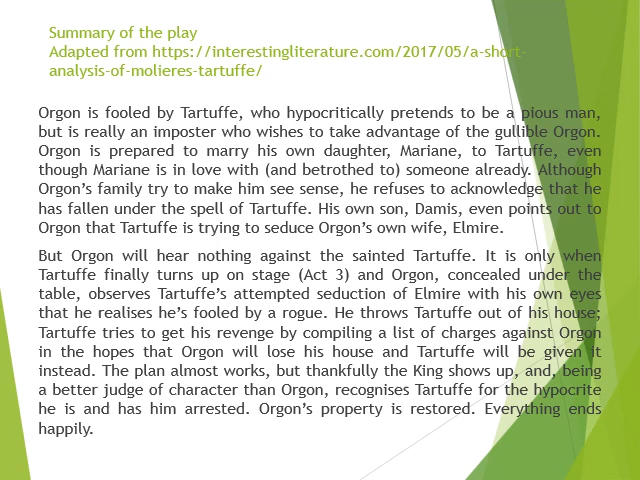 Summary of the play
Adapted from https://interestingliterature.com/2017/05/a-short-
analysis-of-molieres-tartuffe/
Orgon is fooled by Tartuffe, who hypocritically pretends to be a pious man,
but is really an imposter who wishes to take advantage of the gullible Orgon.
Orgon is prepared to marry his own daughter, Mariane, to Tartuffe, even
though Mariane is in love with (and betrothed to) someone already. Although
Orgon’s family try to make him see sense, he refuses to acknowledge that he
has fallen under the spell of Tartuffe. His own son, Damis, even points out to
Orgon that Tartuffe is trying to seduce Orgon’s own wife, Elmire.
But Orgon will hear nothing against the sainted Tartuffe. It is only when
Tartuffe finally turns up on stage (Act 3) and Orgon, concealed under the
table, observes Tartuffe’s attempted seduction of Elmire with his own eyes
that he realises he’s fooled by a rogue. He throws Tartuffe out of his house;
Tartuffe tries to get his revenge by compiling a list of charges against Orgon
in the hopes that Orgon will lose his house and Tartuffe will be given it
instead. The plan almost works, but thankfully the King shows up, and, being
a better judge of character than Orgon, recognises Tartuffe for the hypocrite
he is and has him arrested. Orgon’s property is restored. Everything ends
happily.